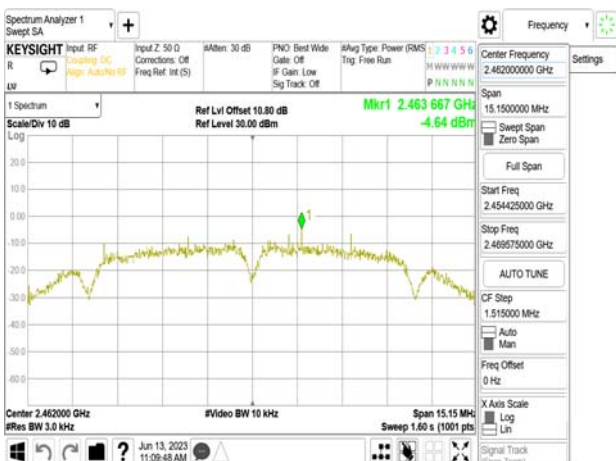 Spectrum Analyzer 1
Swept SA
+
Frequency
KEYSIGHT
R
LXI
Input: RF
Coupling: DC
Align: Auto/No RF
Input Z: 50 Ω
Corrections: Off
Freq Ref: Int (S)
#Atten: 30 dB
PNO: Best Wide
Gate: Off
IF Gain: Low
Sig Track: Off
#Avg Type: Power (RMS
Trig: Free Run
1 2 3 4 5 6
M W W W W W
P N N N N N
Center Frequency
2.462000000 GHz
Settings
Span
15.1500000 MHz
Swept Span
Zero Span
Full Span
Start Freq
2.454425000 GHz
Stop Freq
2.469575000 GHz
AUTO TUNE
CF Step
1.515000 MHz
Auto
Man
Freq Offset
0 Hz
X Axis Scale
Log
Lin
Signal Track
1 Spectrum
Scale/Div 10 dB
Log
Ref Lvl Offset 10.80 dB
Ref Level 30.00 dBm
Mkr1 2.463 667 GHz
-4.64 dBm
20.0
10.0
0.00
-10.0
-20.0
-30.0
-40.0
-50.0
-60.0
1
Center 2.462000 GHz
#Res BW 3.0 kHz
#Video BW 10 kHz
Span 15.15 MHz
Sweep 1.60 s (1001 pts
?
Jun 13, 2023
11:09:48 AM